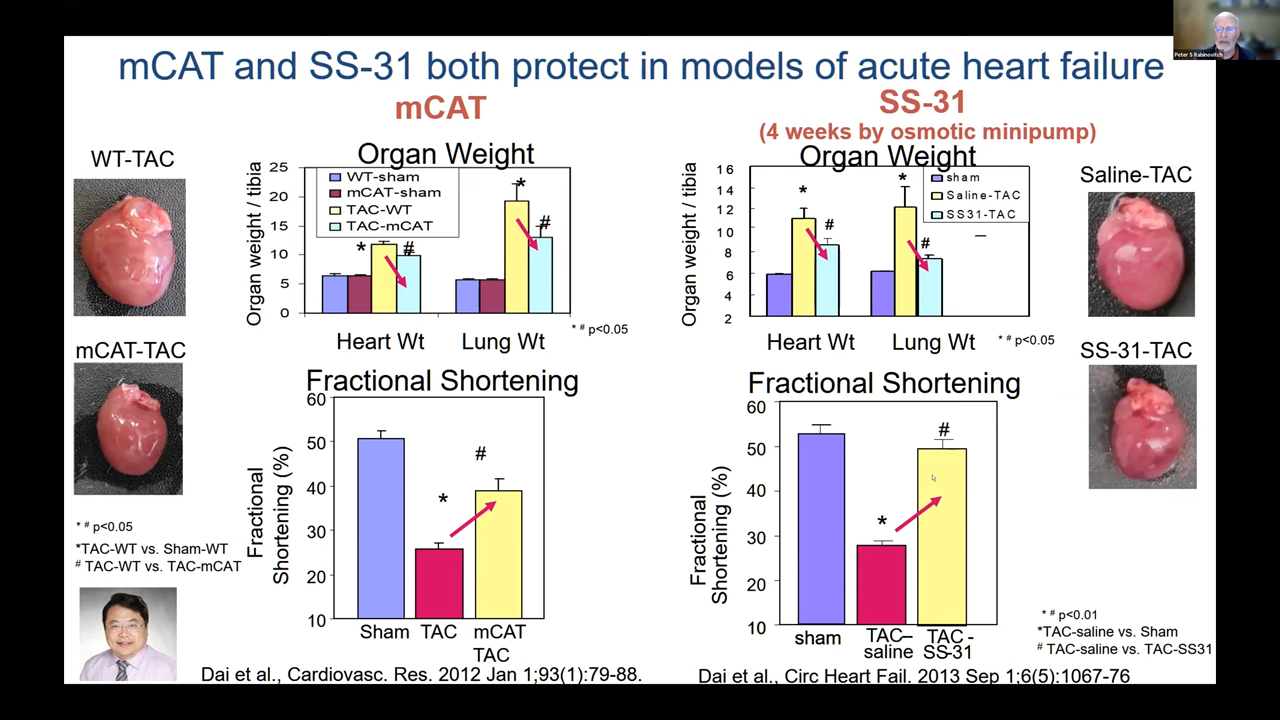 Peter S Rabinovitch
mCAT and SS-31 both protect in models of acute heart failure
mCAT
WT-TAC
Organ Weight
Organ weight / tibia
25
20
15
10
5
0
WT-sham
mCAT-sham
TAC-WT
TAC-mCAT
*
#
*
#
Heart Wt
Lung Wt
* # p<0.05
mCAT-TAC
Fractional Shortening
Fractional
Shortening (%)
60
50
40
30
20
10
*
#
Sham
TAC
mCAT
TAC
* # p<0.05
*TAC-WT vs. Sham-WT
# TAC-WT vs. TAC-mCAT
Dai et al., Cardiovasc. Res. 2012 Jan 1;93(1):79-88.
SS-31
(4 weeks by osmotic minipump)
Organ Weight
Organ weight / tibia
16
14
12
10
8
6
4
2
sham
Saline-TAC
SS31-TAC
*
#
*
#
Heart Wt
Lung Wt
* # p<0.05
Saline-TAC
SS-31-TAC
Fractional Shortening
Fractional
Shortening (%)
60
50
40
30
20
10
*
#
sham
TAC–
saline
TAC -
SS-31
* # p<0.01
*TAC-saline vs. Sham
# TAC-saline vs. TAC-SS31
Dai et al., Circ Heart Fail. 2013 Sep 1;6(5):1067-76